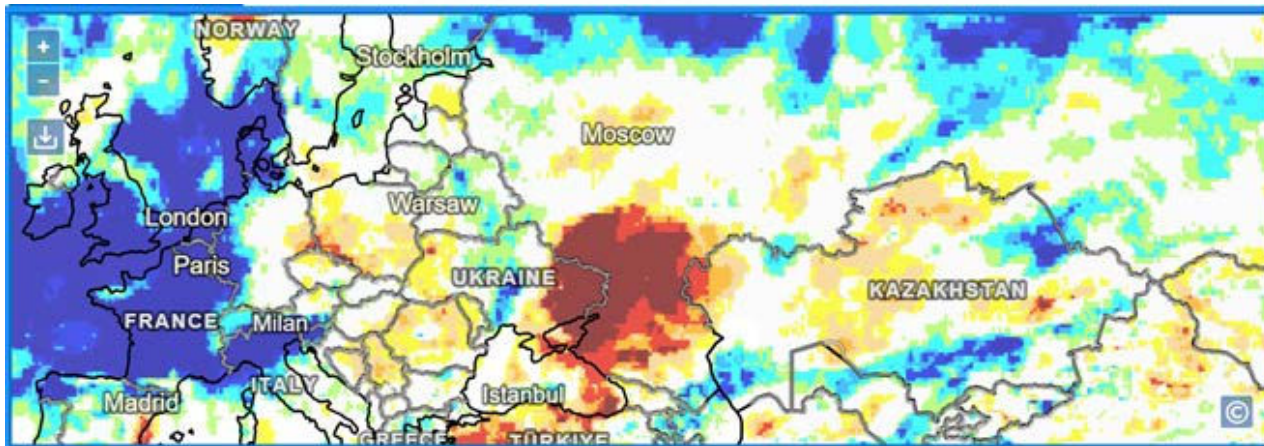 NORWAY
+
Stockholm
−
Moscow
Warsaw
London
Paris
UKRAINE
KAZAKHSTAN
FRANCE
Milan
ITALY
Istanbul
Madrid
GREECE
TÜRKIYE
©